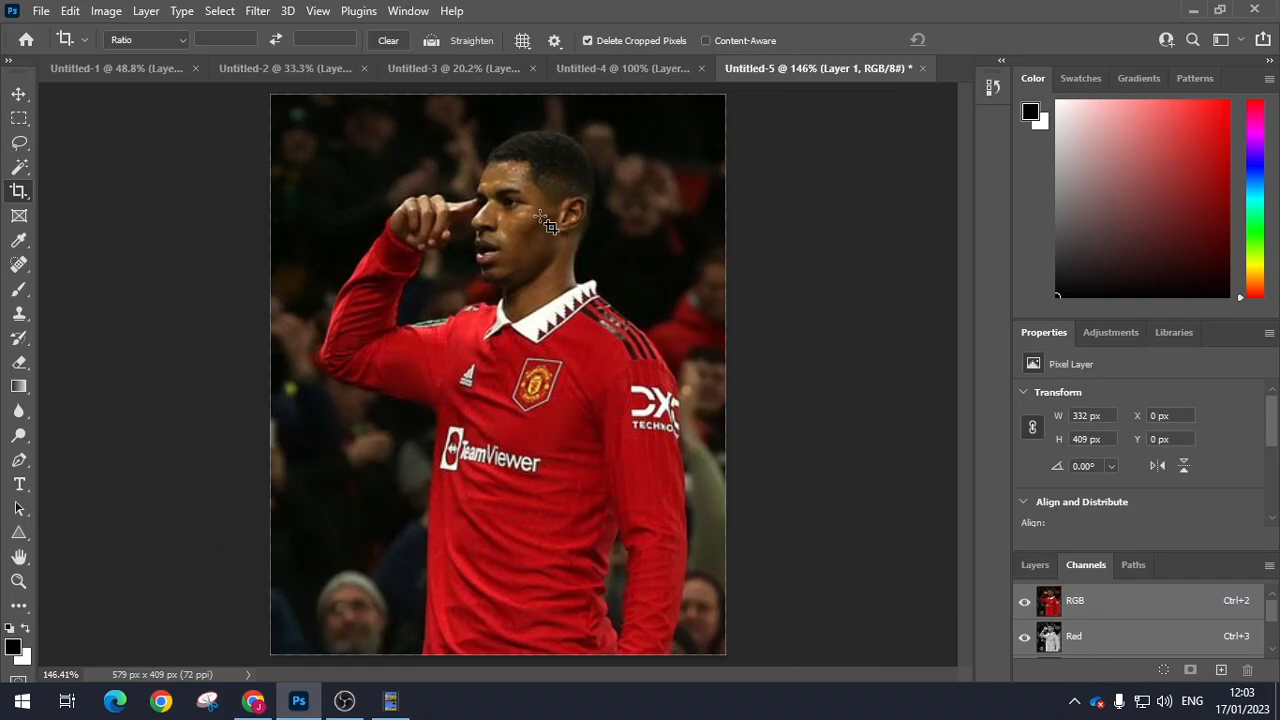 Ps File Edit Image Layer Type Select Filter 3D View Plugins Window Help
Ratio Clear Straighten Delete Cropped Pixels Content-Aware
Untitled-1 @ 48.8% (Laye... × Untitled-2 @ 33.3% (Laye... × Untitled-3 @ 20.2% (Laye... × Untitled-4 @ 100% (Layer... × Untitled-5 @ 146% (Layer 1, RGB/8#) * ×
Color Swatches Gradients Patterns
Properties Adjustments Libraries
Pixel Layer
Transform
W 332 px X 0 px
H 409 px Y 0 px
0.00°
Align and Distribute
Align:
Layers Channels Paths
RGB Ctrl+2
Red Ctrl+3
DXC
TECHNO
TeamViewer
146.41% 579 px x 409 px (72 ppi)
Ps ENG 12:03
17/01/2023